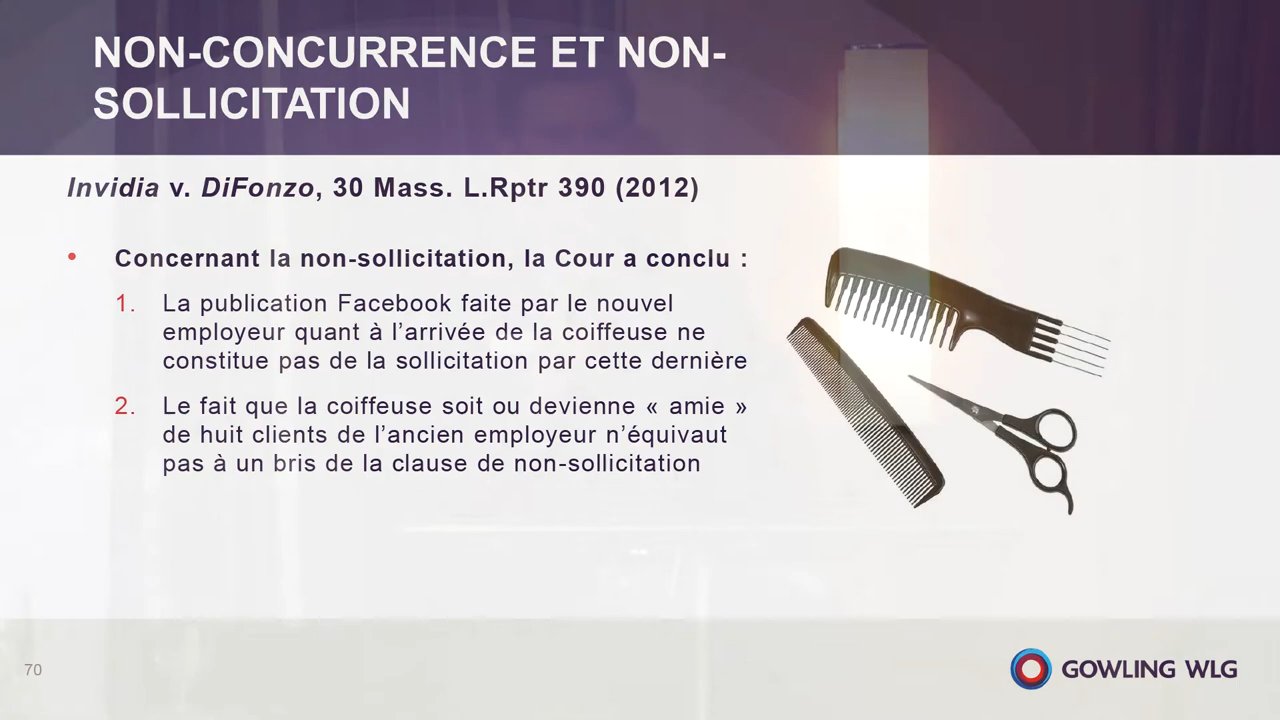 NON-CONCURRENCE ET NON-
SOLLICITATION
Invidia v. DiFonzo, 30 Mass. L.Rptr 390 (2012)
• Concernant la non-sollicitation, la Cour a conclu :
1. La publication Facebook faite par le nouvel
employeur quant à l’arrivée de la coiffeuse ne
constitue pas de la sollicitation par cette dernière
2. Le fait que la coiffeuse soit ou devienne « amie »
de huit clients de l’ancien employeur n’équivaut
pas à un bris de la clause de non-sollicitation
70
GOWLING WLG